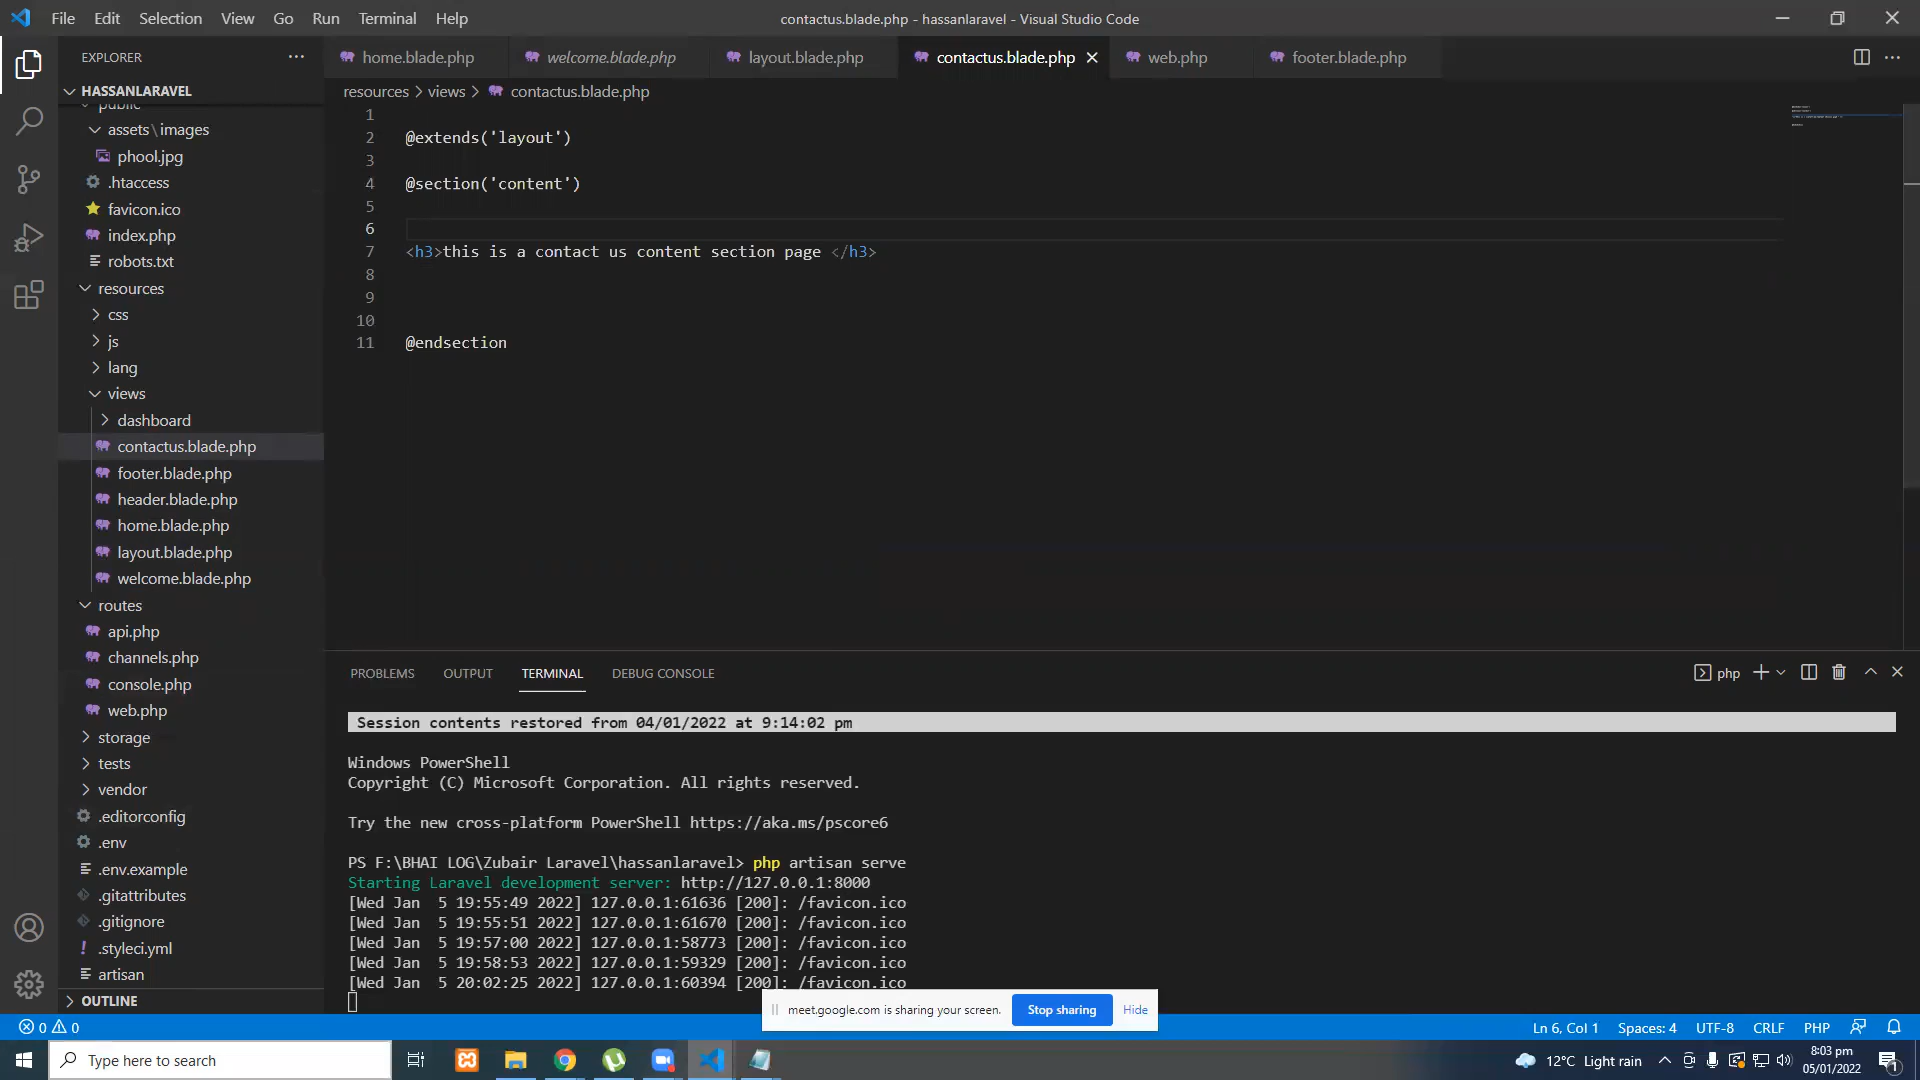 File Edit Selection View Go Run Terminal Help
contactus.blade.php - hassanlaravel - Visual Studio Code
EXPLORER
home.blade.php welcome.blade.php layout.blade.php contactus.blade.php web.php footer.blade.php
HASSANLARAVEL
public
assets\images
phool.jpg
.htaccess
favicon.ico
index.php
robots.txt
resources
css
js
lang
views
dashboard
contactus.blade.php
footer.blade.php
header.blade.php
home.blade.php
layout.blade.php
welcome.blade.php
routes
api.php
channels.php
console.php
web.php
storage
tests
vendor
.editorconfig
.env
.env.example
.gitattributes
.gitignore
.styleci.yml
artisan
OUTLINE
resources > views > contactus.blade.php
1
2 @extends('layout')
3
4 @section('content')
5
6
7 <h3>this is a contact us content section page </h3>
8
9
10
11 @endsection
PROBLEMS OUTPUT TERMINAL DEBUG CONSOLE
php
Session contents restored from 04/01/2022 at 9:14:02 pm
Windows PowerShell
Copyright (C) Microsoft Corporation. All rights reserved.
Try the new cross-platform PowerShell https://aka.ms/pscore6
PS F:\BHAI LOG\Zubair Laravel\hassanlaravel> php artisan serve
Starting Laravel development server: http://127.0.0.1:8000
[Wed Jan  5 19:55:49 2022] 127.0.0.1:61636 [200]: /favicon.ico
[Wed Jan  5 19:55:51 2022] 127.0.0.1:61670 [200]: /favicon.ico
[Wed Jan  5 19:57:00 2022] 127.0.0.1:58773 [200]: /favicon.ico
[Wed Jan  5 19:58:53 2022] 127.0.0.1:59329 [200]: /favicon.ico
[Wed Jan  5 20:02:25 2022] 127.0.0.1:60394 [200]: /favicon.ico
meet.google.com is sharing your screen. Stop sharing Hide
0 0
Ln 6, Col 1 Spaces: 4 UTF-8 CRLF PHP
Type here to search
12°C Light rain
8:03 pm
05/01/2022
1